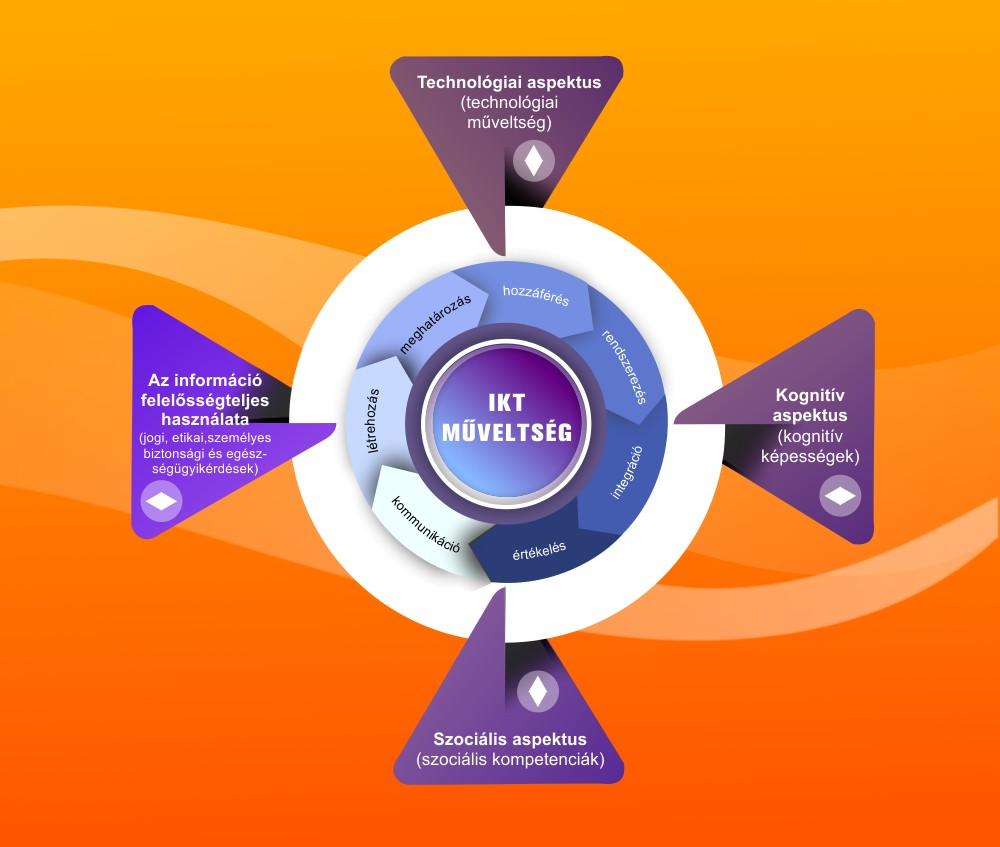 Technológiai aspektus
(technológiai
műveltség)
meghatározás
hozzáférés
rendszerezés
integráció
értékelés
kommunikáció
létrehozás
IKT
MŰVELTSÉG
Az információ
felelősségteljes
használata
(jogi, etikai,személyes
biztonsági és egész-
ségügyikérdések)
Kognitív
aspektus
(kognitív
képességek)
Szociális aspektus
(szociális kompetenciák)